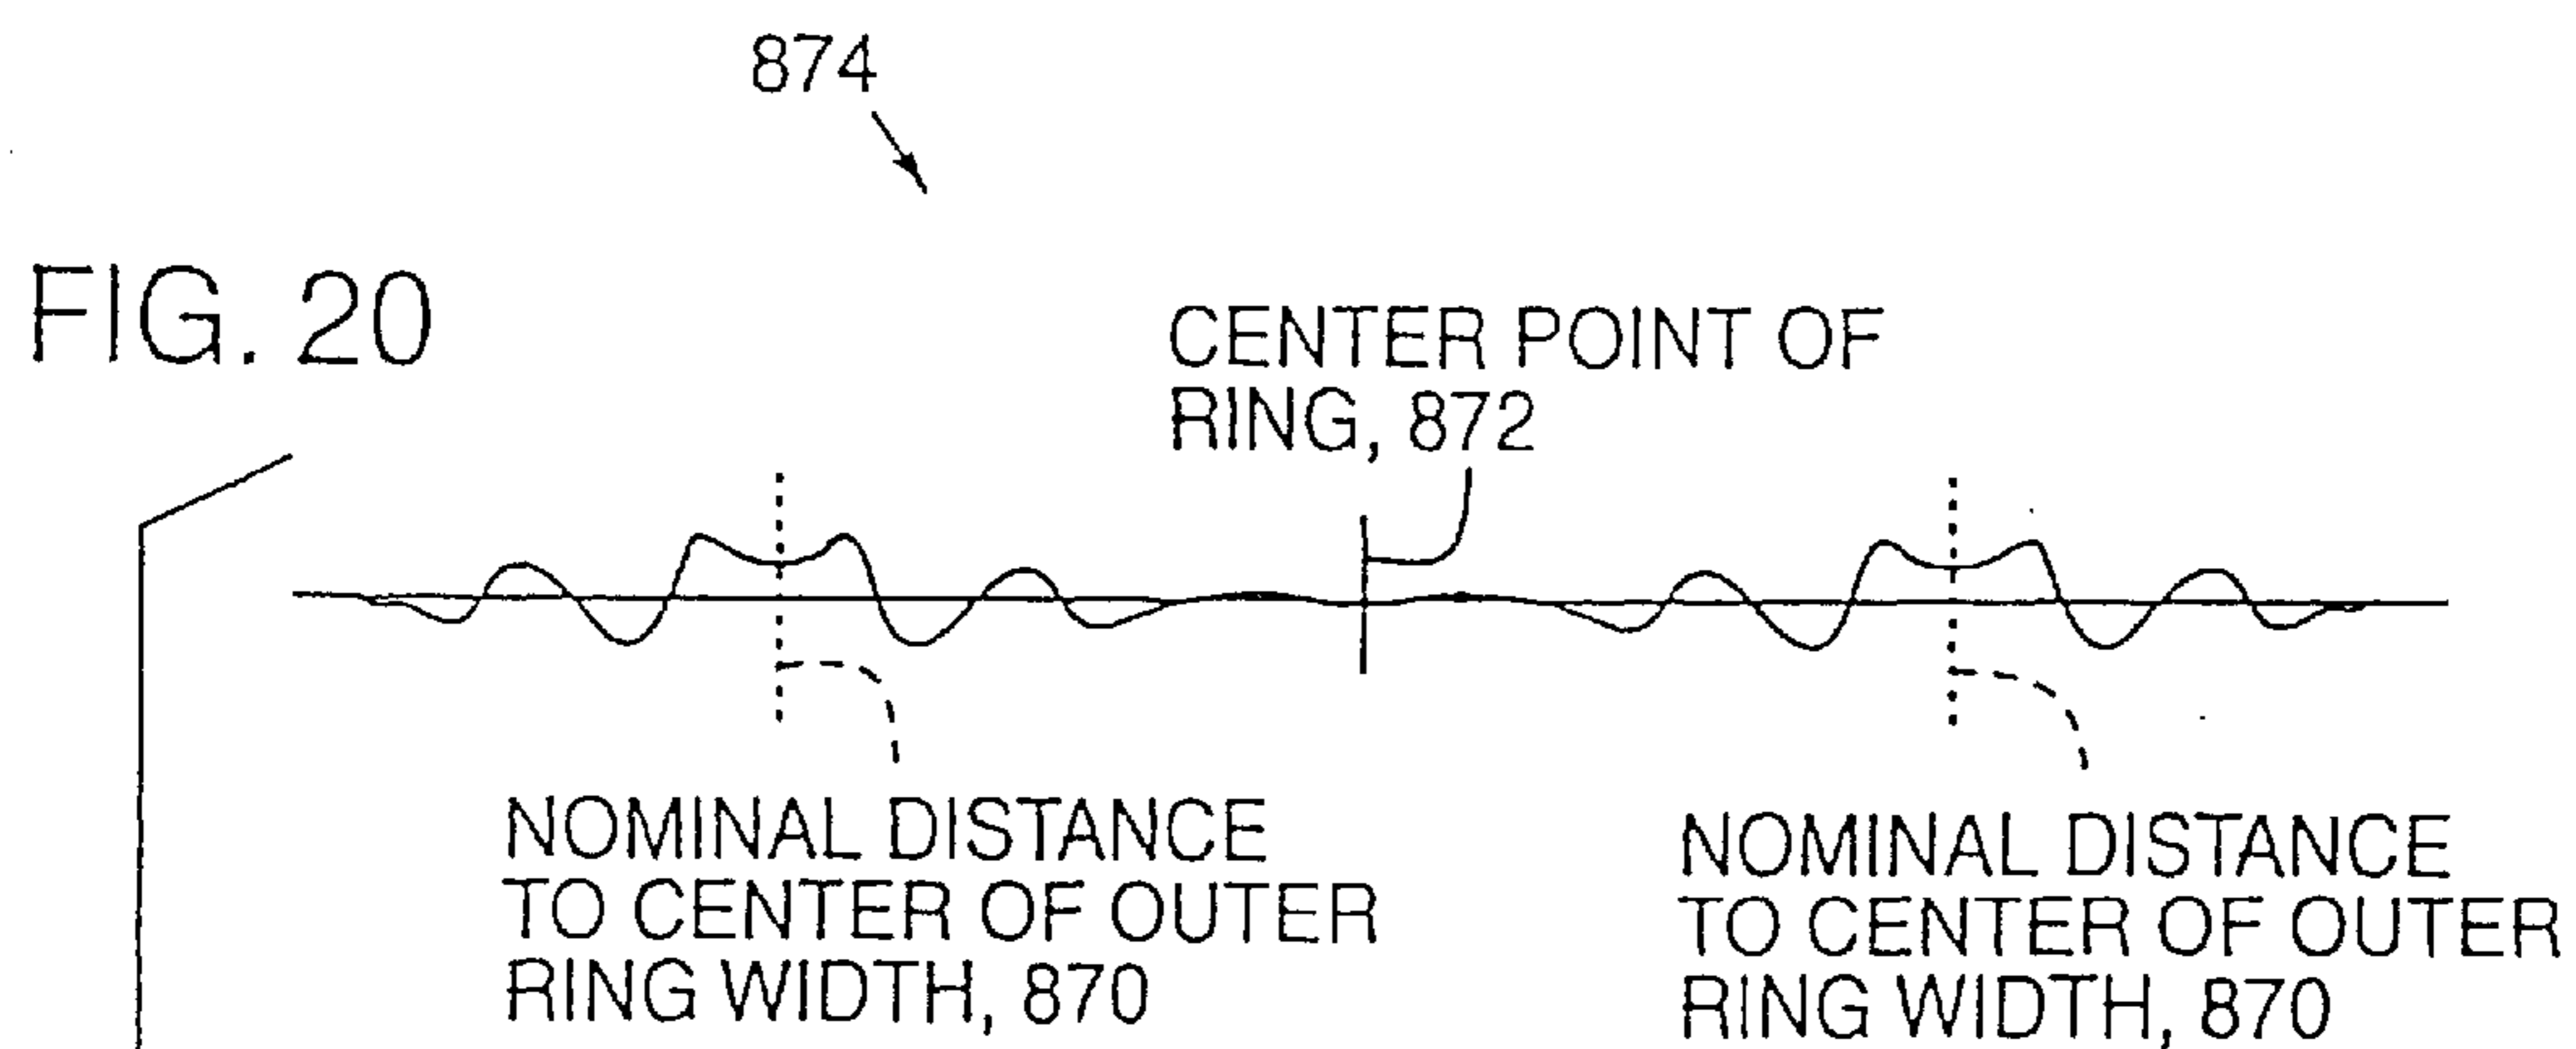 874
FIG. 20
CENTER POINT OF
RING, 872
NOMINAL DISTANCE
TO CENTER OF OUTER
RING WIDTH, 870
NOMINAL DISTANCE
TO CENTER OF OUTER
RING WIDTH, 870